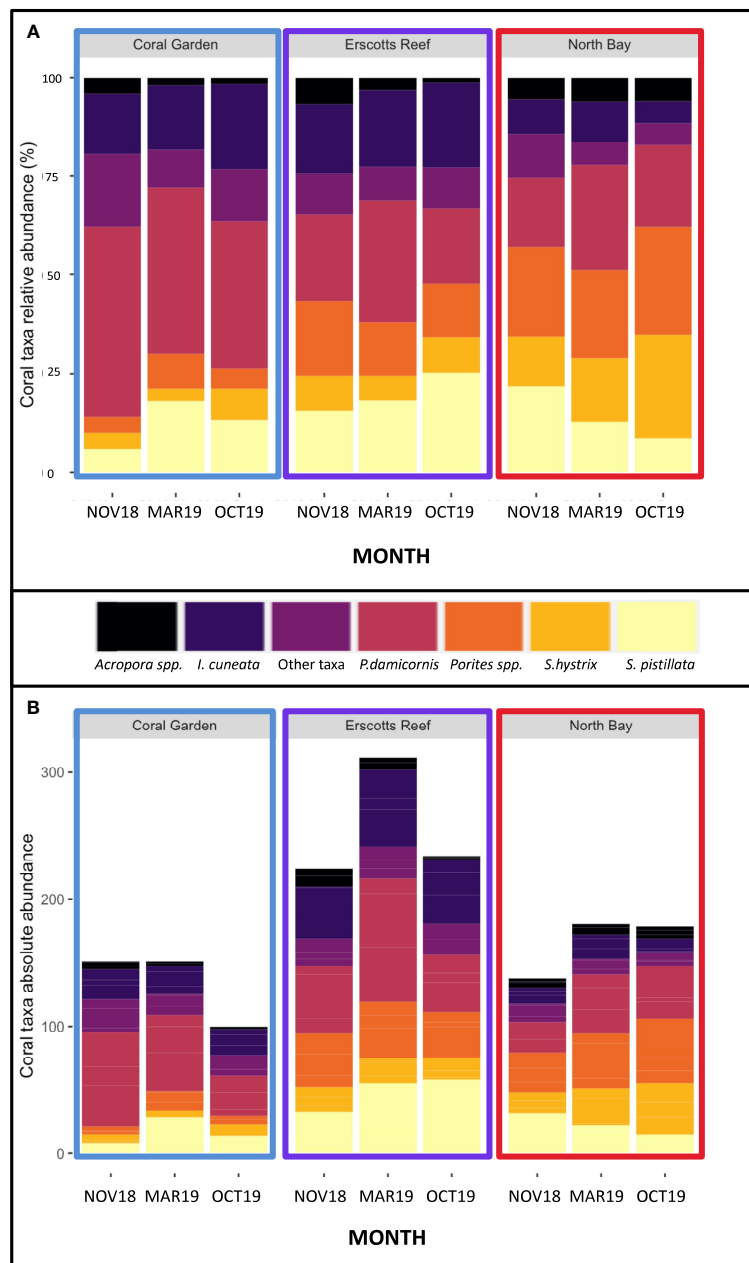 A
Coral Garden
Erscotts Reef
North Bay
Coral taxa relative abundance (%)
100
75
50
25
0
NOV18 MAR19 OCT19
NOV18 MAR19 OCT19
NOV18 MAR19 OCT19
MONTH
Acropora spp.
I. cuneata
Other taxa
P.damicornis
Porites spp.
S.hystrix
S. pistillata
B
Coral Garden
Erscotts Reef
North Bay
Coral taxa absolute abundance
300
200
100
0
NOV18 MAR19 OCT19
NOV18 MAR19 OCT19
NOV18 MAR19 OCT19
MONTH